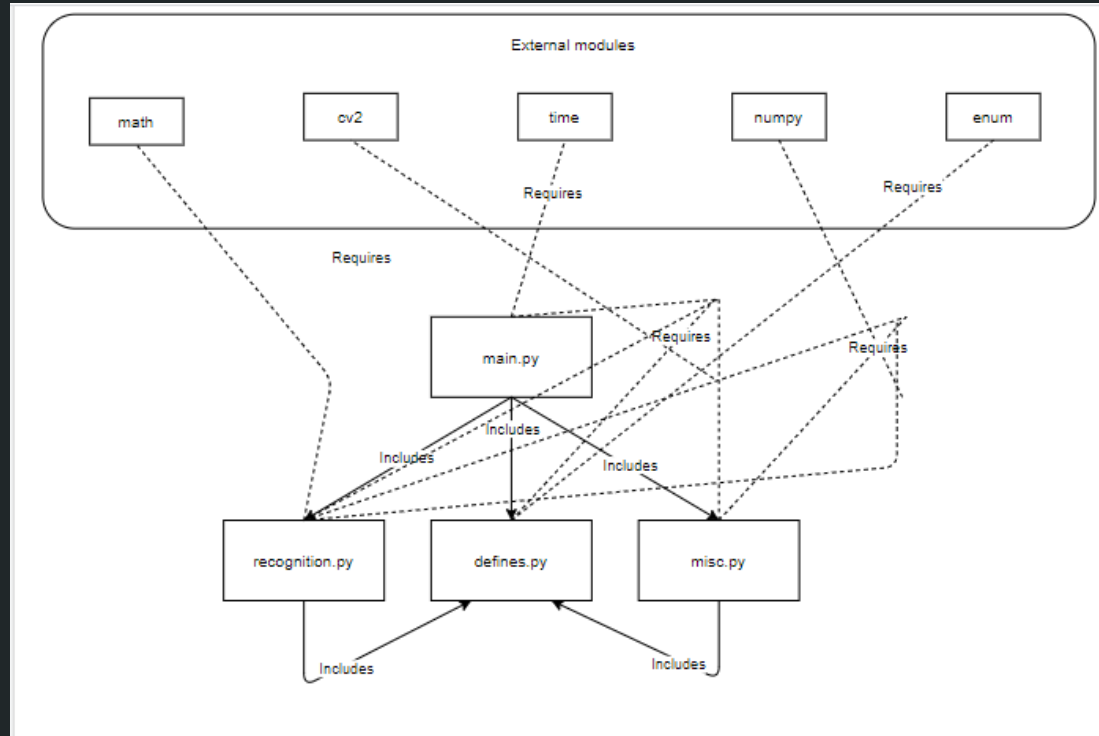 External modules
math
cv2
time
numpy
enum
Requires
Requires
Requires
Requires
Requires
main.py
Includes
Includes
Includes
recognition.py
defines.py
misc.py
Includes
Includes